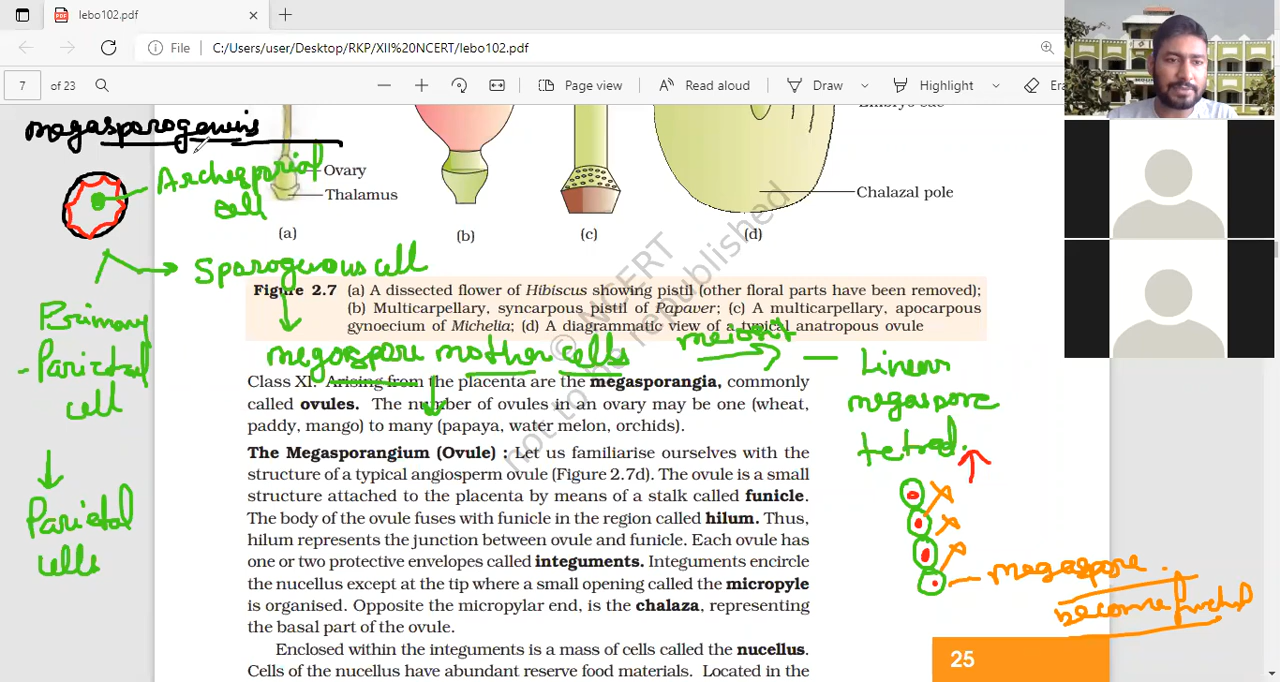 lebo102.pdf
File
C:/Users/user/Desktop/RKP/XII%20NCERT/lebo102.pdf
7
of 23
Page view
Read aloud
Draw
Highlight
Era
megasporogenesis
Embryo sac
Ovary
Thalamus
Chalazal pole
(a)
(b)
(c)
(d)
Archesporial
cell
Sporogenous cell
Primary
Parietal
cell
Parietal
cells
Figure 2.7 (a) A dissected flower of Hibiscus showing pistil (other floral parts have been removed);
(b) Multicarpellary, syncarpous pistil of Papaver; (c) A multicarpellary, apocarpous
gynoecium of Michelia; (d) A diagrammatic view of a typical anatropous ovule
megaspore mother cells
meiosis
Linear
megaspore
tetrad.
megaspore.
become functional
Class XI. Arising from the placenta are the megasporangia, commonly
called ovules. The number of ovules in an ovary may be one (wheat,
paddy, mango) to many (papaya, water melon, orchids).
The Megasporangium (Ovule) : Let us familiarise ourselves with the
structure of a typical angiosperm ovule (Figure 2.7d). The ovule is a small
structure attached to the placenta by means of a stalk called funicle.
The body of the ovule fuses with funicle in the region called hilum. Thus,
hilum represents the junction between ovule and funicle. Each ovule has
one or two protective envelopes called integuments. Integuments encircle
the nucellus except at the tip where a small opening called the micropyle
is organised. Opposite the micropylar end, is the chalaza, representing
the basal part of the ovule.
Enclosed within the integuments is a mass of cells called the nucellus.
Cells of the nucellus have abundant reserve food materials. Located in the
25
© NCERT
not to be republished